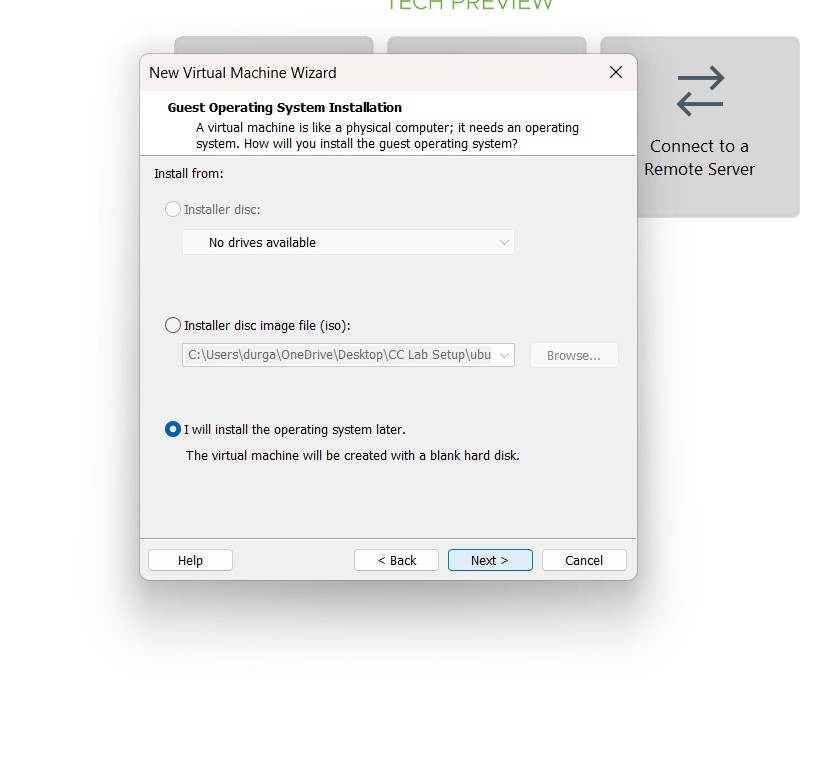 TECH PREVIEW
New Virtual Machine Wizard
Guest Operating System Installation
A virtual machine is like a physical computer; it needs an operating
system. How will you install the guest operating system?
Connect to a
Remote Server
Install from:
Installer disc:
No drives available
Installer disc image file (iso):
C:\Users\durga\OneDrive\Desktop\CC Lab Setup\ubu
Browse...
I will install the operating system later.
The virtual machine will be created with a blank hard disk.
Help
< Back
Next >
Cancel